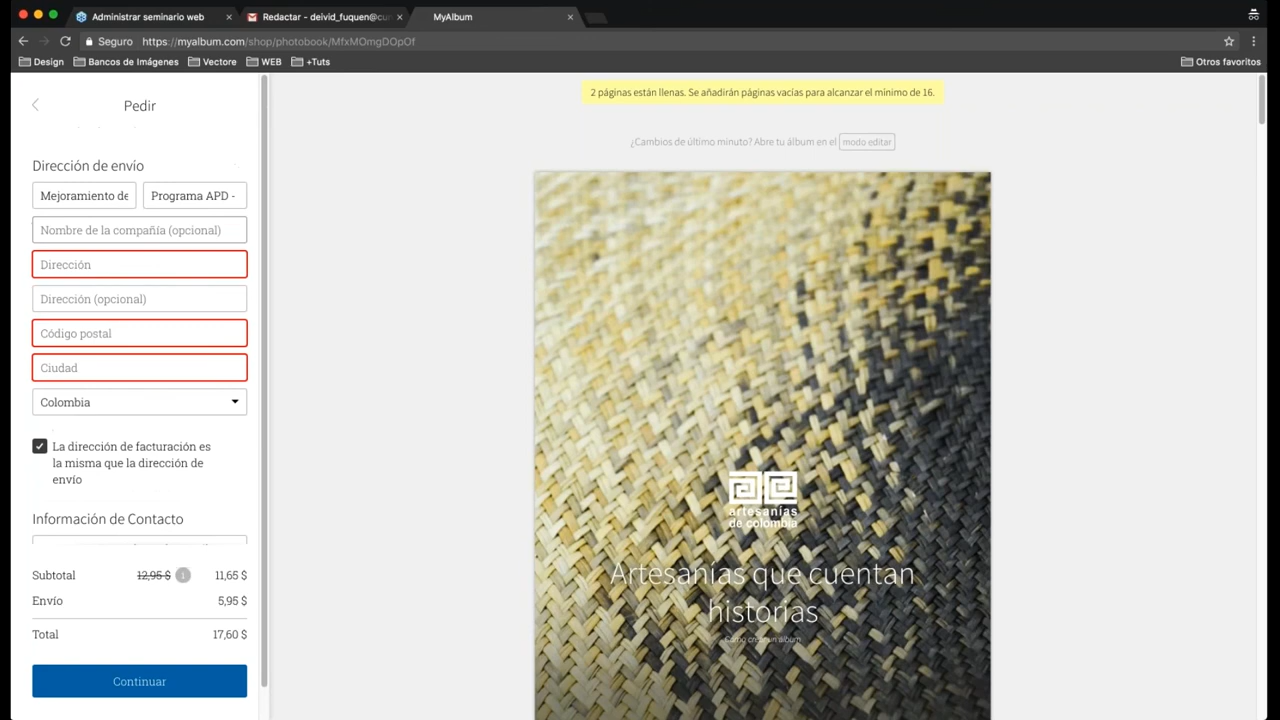 Administrar seminario web
Redactar - deivid_fuquen@cu
MyAlbum
Seguro
https://myalbum.com/shop/photobook/MfxMOmgDOpOf
Design
Bancos de Imágenes
Vectore
WEB
+Tuts
Otros favoritos
Pedir
Dirección de envío
Mejoramiento de
Programa APD -
Nombre de la compañía (opcional)
Dirección
Dirección (opcional)
Código postal
Ciudad
Colombia
La dirección de facturación es
la misma que la dirección de
envío
Información de Contacto
Subtotal 12,95 $ i 11,65 $
Envío 5,95 $
Total 17,60 $
Continuar
2 páginas están llenas. Se añadirán páginas vacías para alcanzar el mínimo de 16.
¿Cambios de último minuto? Abre tu álbum en el modo editar
artesanías
de colombia
Artesanías que cuentan
historias